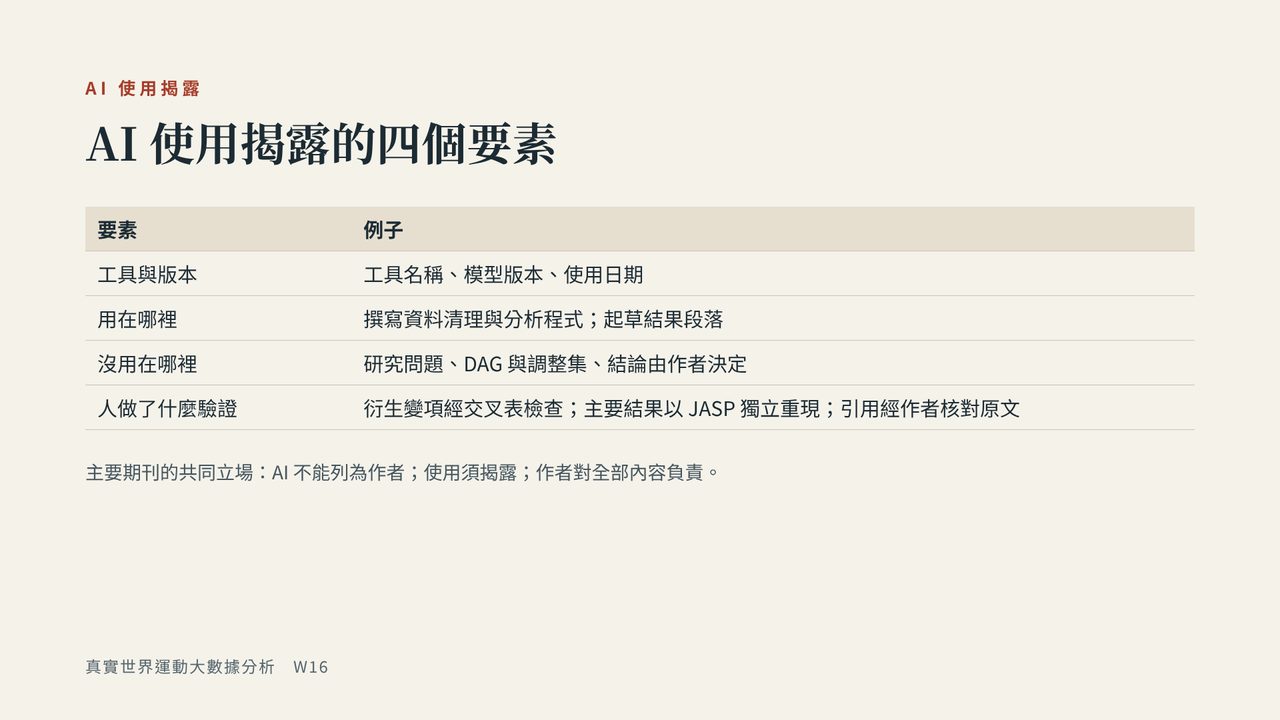 AI 使用揭露
AI 使用揭露的四個要素
要素 例子
工具與版本 工具名稱、模型版本、使用日期
用在哪裡 撰寫資料清理與分析程式；起草結果段落
沒用在哪裡 研究問題、DAG 與調整集、結論由作者決定
人做了什麼驗證 衍生變項經交叉表檢查；主要結果以 JASP 獨立重現；引用經作者核對原文
主要期刊的共同立場：AI 不能列為作者；使用須揭露；作者對全部內容負責。
真實世界運動大數據分析 W16